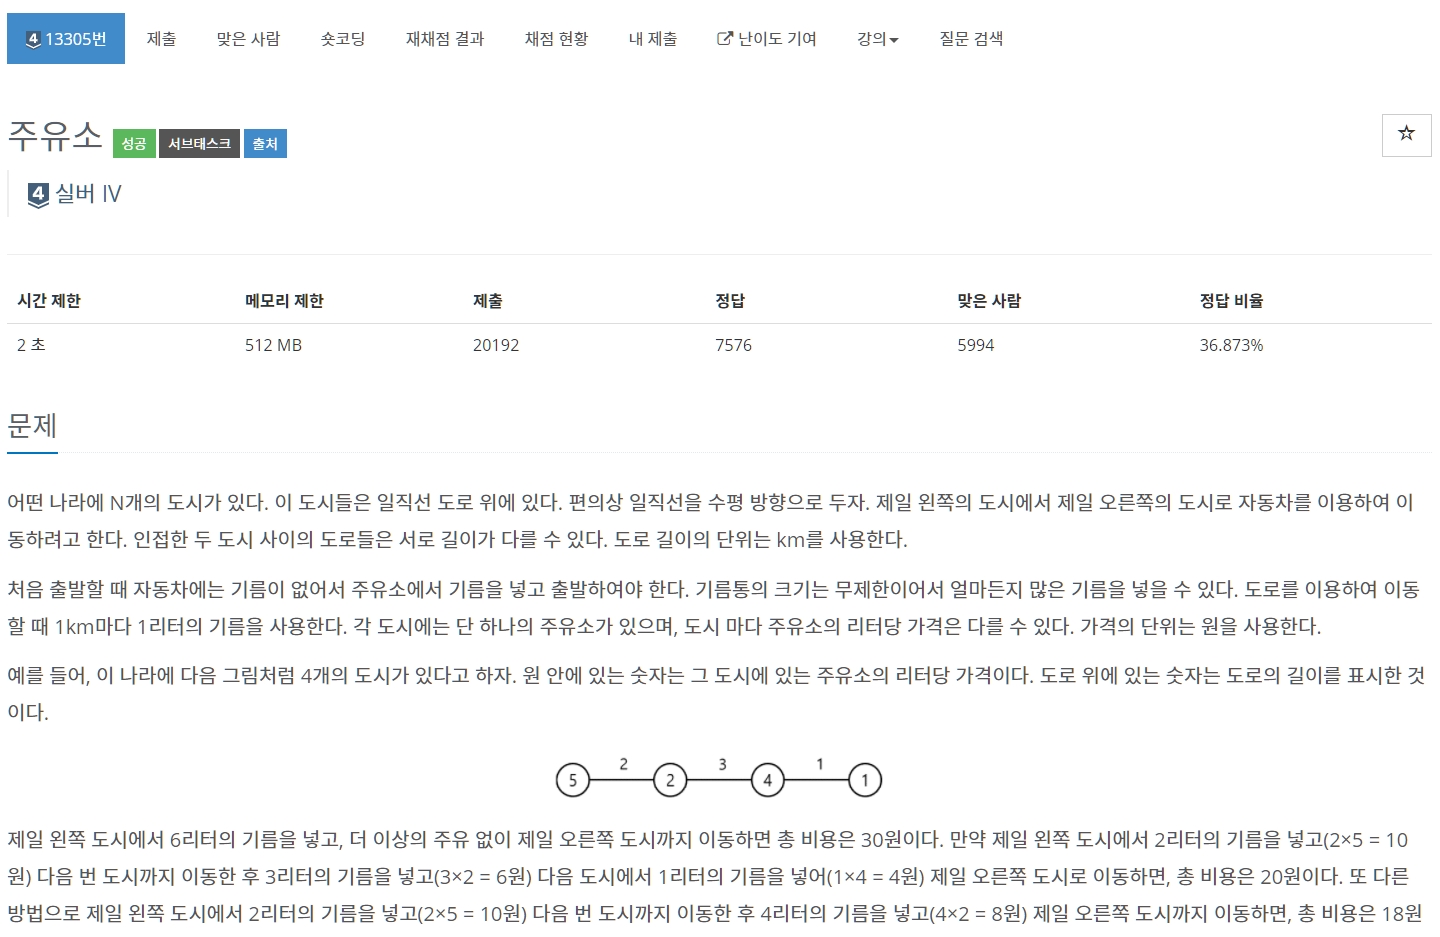 4 13305번 제출 맞은 사람 숏코딩 재채점 결과 채점 현황 내 제출 난이도 기여 강의 질문 검색
주유소 성공 서브태스크 출처
4 실버 IV
시간 제한 메모리 제한 제출 정답 맞은 사람 정답 비율
2 초 512 MB 20192 7576 5994 36.873%
문제
어떤 나라에 N개의 도시가 있다. 이 도시들은 일직선 도로 위에 있다. 편의상 일직선을 수평 방향으로 두자. 제일 왼쪽의 도시에서 제일 오른쪽의 도시로 자동차를 이용하여 이
동하려고 한다. 인접한 두 도시 사이의 도로들은 서로 길이가 다를 수 있다. 도로 길이의 단위는 km를 사용한다.
처음 출발할 때 자동차에는 기름이 없어서 주유소에서 기름을 넣고 출발하여야 한다. 기름통의 크기는 무제한이어서 얼마든지 많은 기름을 넣을 수 있다. 도로를 이용하여 이동
할 때 1km마다 1리터의 기름을 사용한다. 각 도시에는 단 하나의 주유소가 있으며, 도시 마다 주유소의 리터당 가격은 다를 수 있다. 가격의 단위는 원을 사용한다.
예를 들어, 이 나라에 다음 그림처럼 4개의 도시가 있다고 하자. 원 안에 있는 숫자는 그 도시에 있는 주유소의 리터당 가격이다. 도로 위에 있는 숫자는 도로의 길이를 표시한 것
이다.
2 3 1
5 2 4 1
제일 왼쪽 도시에서 6리터의 기름을 넣고, 더 이상의 주유 없이 제일 오른쪽 도시까지 이동하면 총 비용은 30원이다. 만약 제일 왼쪽 도시에서 2리터의 기름을 넣고(2×5 = 10
원) 다음 번 도시까지 이동한 후 3리터의 기름을 넣고(3×2 = 6원) 다음 도시에서 1리터의 기름을 넣어(1×4 = 4원) 제일 오른쪽 도시로 이동하면, 총 비용은 20원이다. 또 다른
방법으로 제일 왼쪽 도시에서 2리터의 기름을 넣고(2×5 = 10원) 다음 번 도시까지 이동한 후 4리터의 기름을 넣고(4×2 = 8원) 제일 오른쪽 도시까지 이동하면, 총 비용은 18원